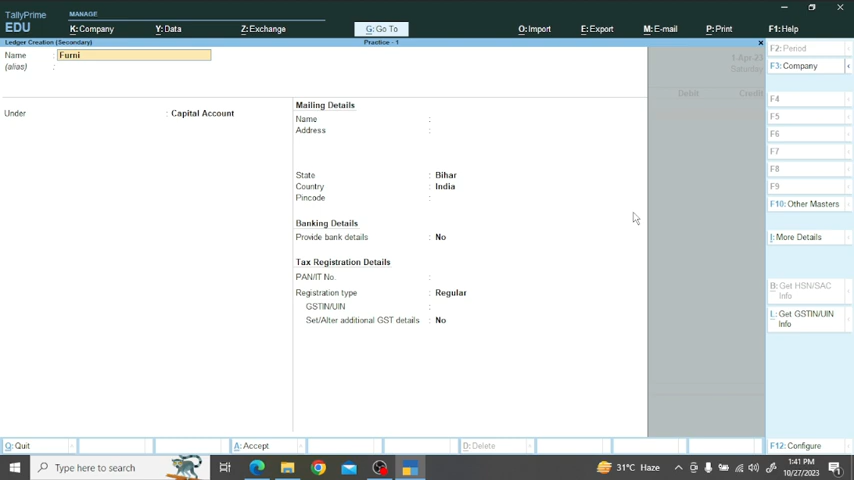 TallyPrime
MANAGE
EDU
K: Company
Y: Data
Z: Exchange
G: Go To
O: Import
E: Export
M: E-mail
P: Print
F1: Help
Ledger Creation (Secondary)
Practice - 1
Name : Furni
(alias) :
1-Apr-23
Saturday
Debit Credit
Under : Capital Account
Mailing Details
Name :
Address :
State : Bihar
Country : India
Pincode :
Banking Details
Provide bank details : No
Tax Registration Details
PAN/IT No. :
Registration type : Regular
GSTIN/UIN :
Set/Alter additional GST details : No
F2: Period
F3: Company
F4
F5
F6
F7
F8
F9
F10: Other Masters
I: More Details
B: Get HSN/SAC
Info
L: Get GSTIN/UIN
Info
Q: Quit
A: Accept
D: Delete
F12: Configure
Type here to search
31°C Haze
1:41 PM
10/27/2023